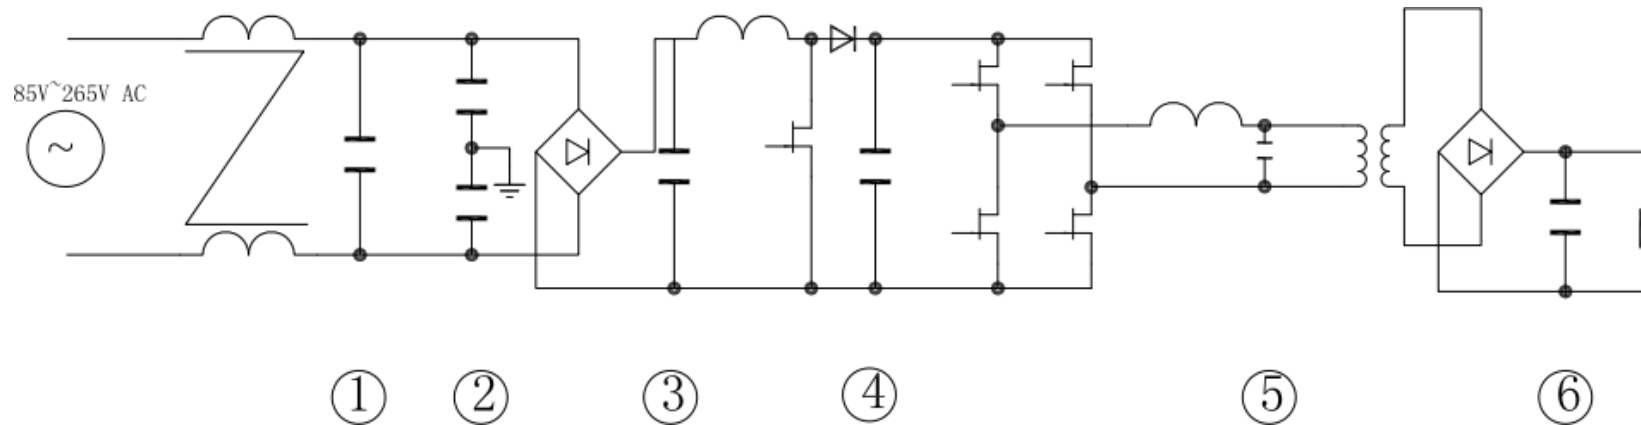 85V~265V AC
~
① ② ③ ④ ⑤ ⑥